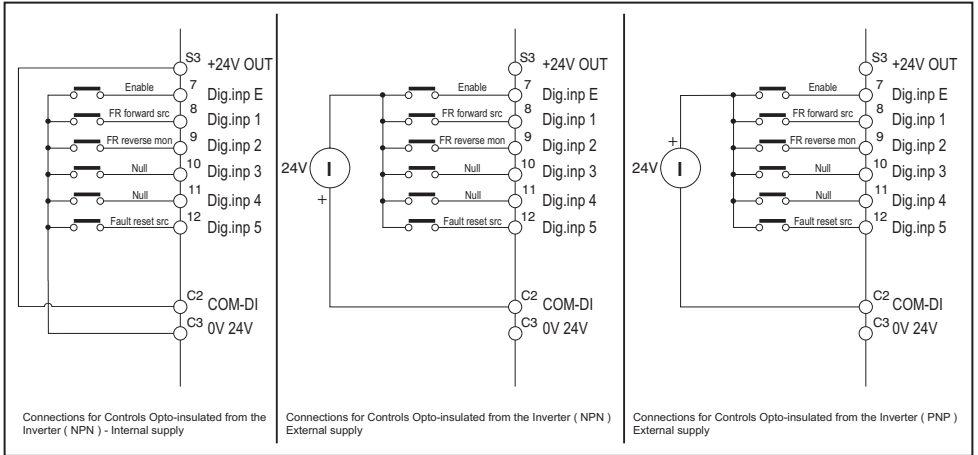 S3 +24V OUT
Enable 7 Dig.inp E
FR forward src 8 Dig.inp 1
FR reverse mon 9 Dig.inp 2
Null 10 Dig.inp 3
Null 11 Dig.inp 4
Fault reset src 12 Dig.inp 5
C2 COM-DI
C3 0V 24V
Connections for Controls Opto-insulated from the
Inverter ( NPN ) - Internal supply
S3 +24V OUT
Enable 7 Dig.inp E
FR forward src 8 Dig.inp 1
FR reverse mon 9 Dig.inp 2
24V I Null 10 Dig.inp 3
+ Null 11 Dig.inp 4
Fault reset src 12 Dig.inp 5
C2 COM-DI
C3 0V 24V
Connections for Controls Opto-insulated from the Inverter ( NPN )
External supply
S3 +24V OUT
Enable 7 Dig.inp E
FR forward src 8 Dig.inp 1
+ FR reverse mon 9 Dig.inp 2
24V I Null 10 Dig.inp 3
Null 11 Dig.inp 4
Fault reset src 12 Dig.inp 5
C2 COM-DI
C3 0V 24V
Connections for Controls Opto-insulated from the Inverter ( PNP )
External supply